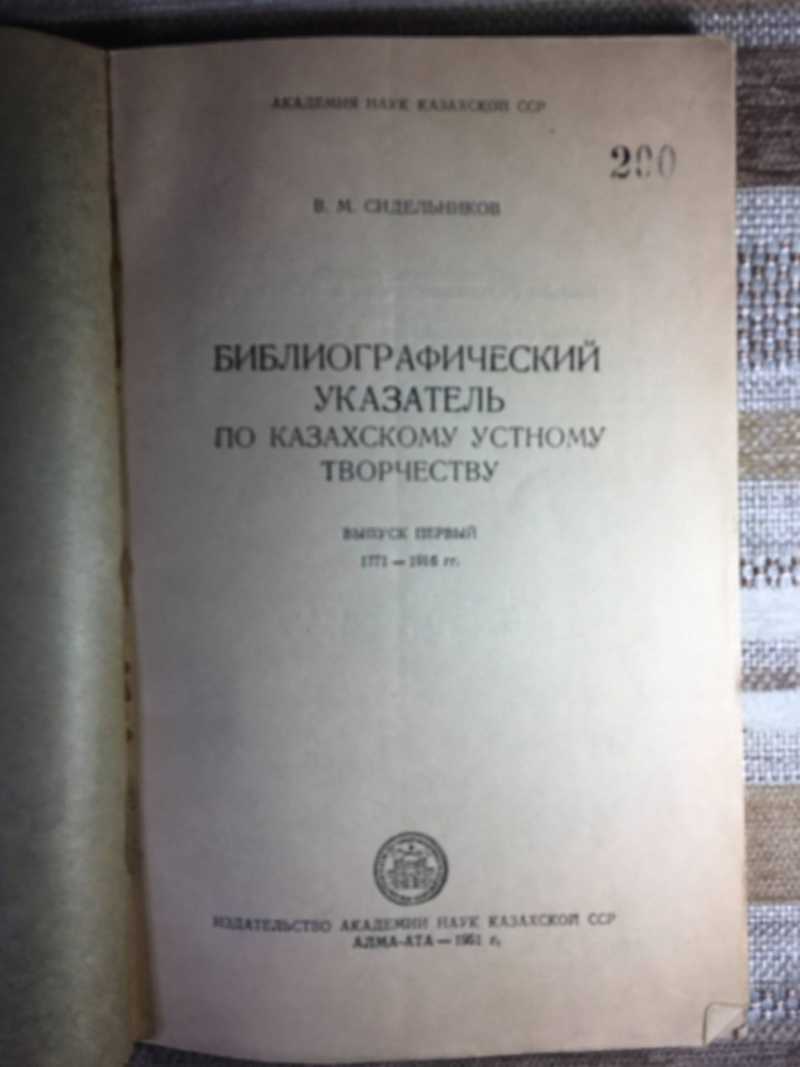 АКАДЕМИЯ НАУК КАЗАХСКОЙ ССР
200
В. М. СИДЕЛЬНИКОВ
БИБЛИОГРАФИЧЕСКИЙ
УКАЗАТЕЛЬ
ПО КАЗАХСКОМУ УСТНОМУ
ТВОРЧЕСТВУ
ВЫПУСК ПЕРВЫЙ
1771 — 1916 гг.
ИЗДАТЕЛЬСТВО АКАДЕМИИ НАУК КАЗАХСКОЙ ССР
АЛМА-АТА — 1951 г.